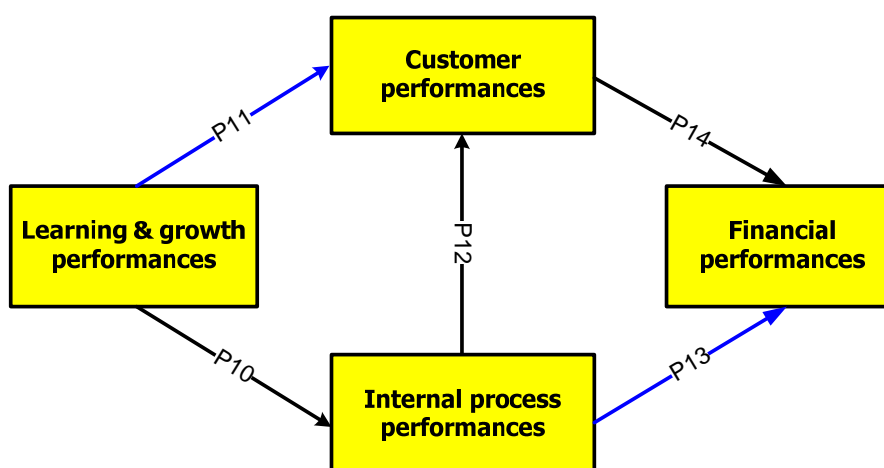 Customer
performances
P11
P14
Learning & growth
performances
P12
Financial
performances
P10
P13
Internal process
performances